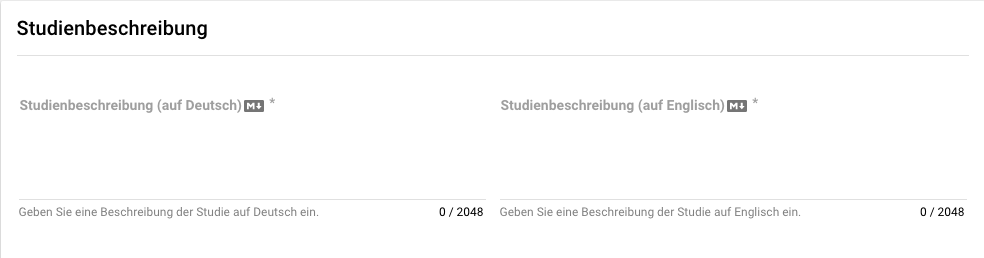 Studienbeschreibung
Studienbeschreibung (auf Deutsch) M *
Studienbeschreibung (auf Englisch) M *
Geben Sie eine Beschreibung der Studie auf Deutsch ein. 0 / 2048
Geben Sie eine Beschreibung der Studie auf Englisch ein. 0 / 2048